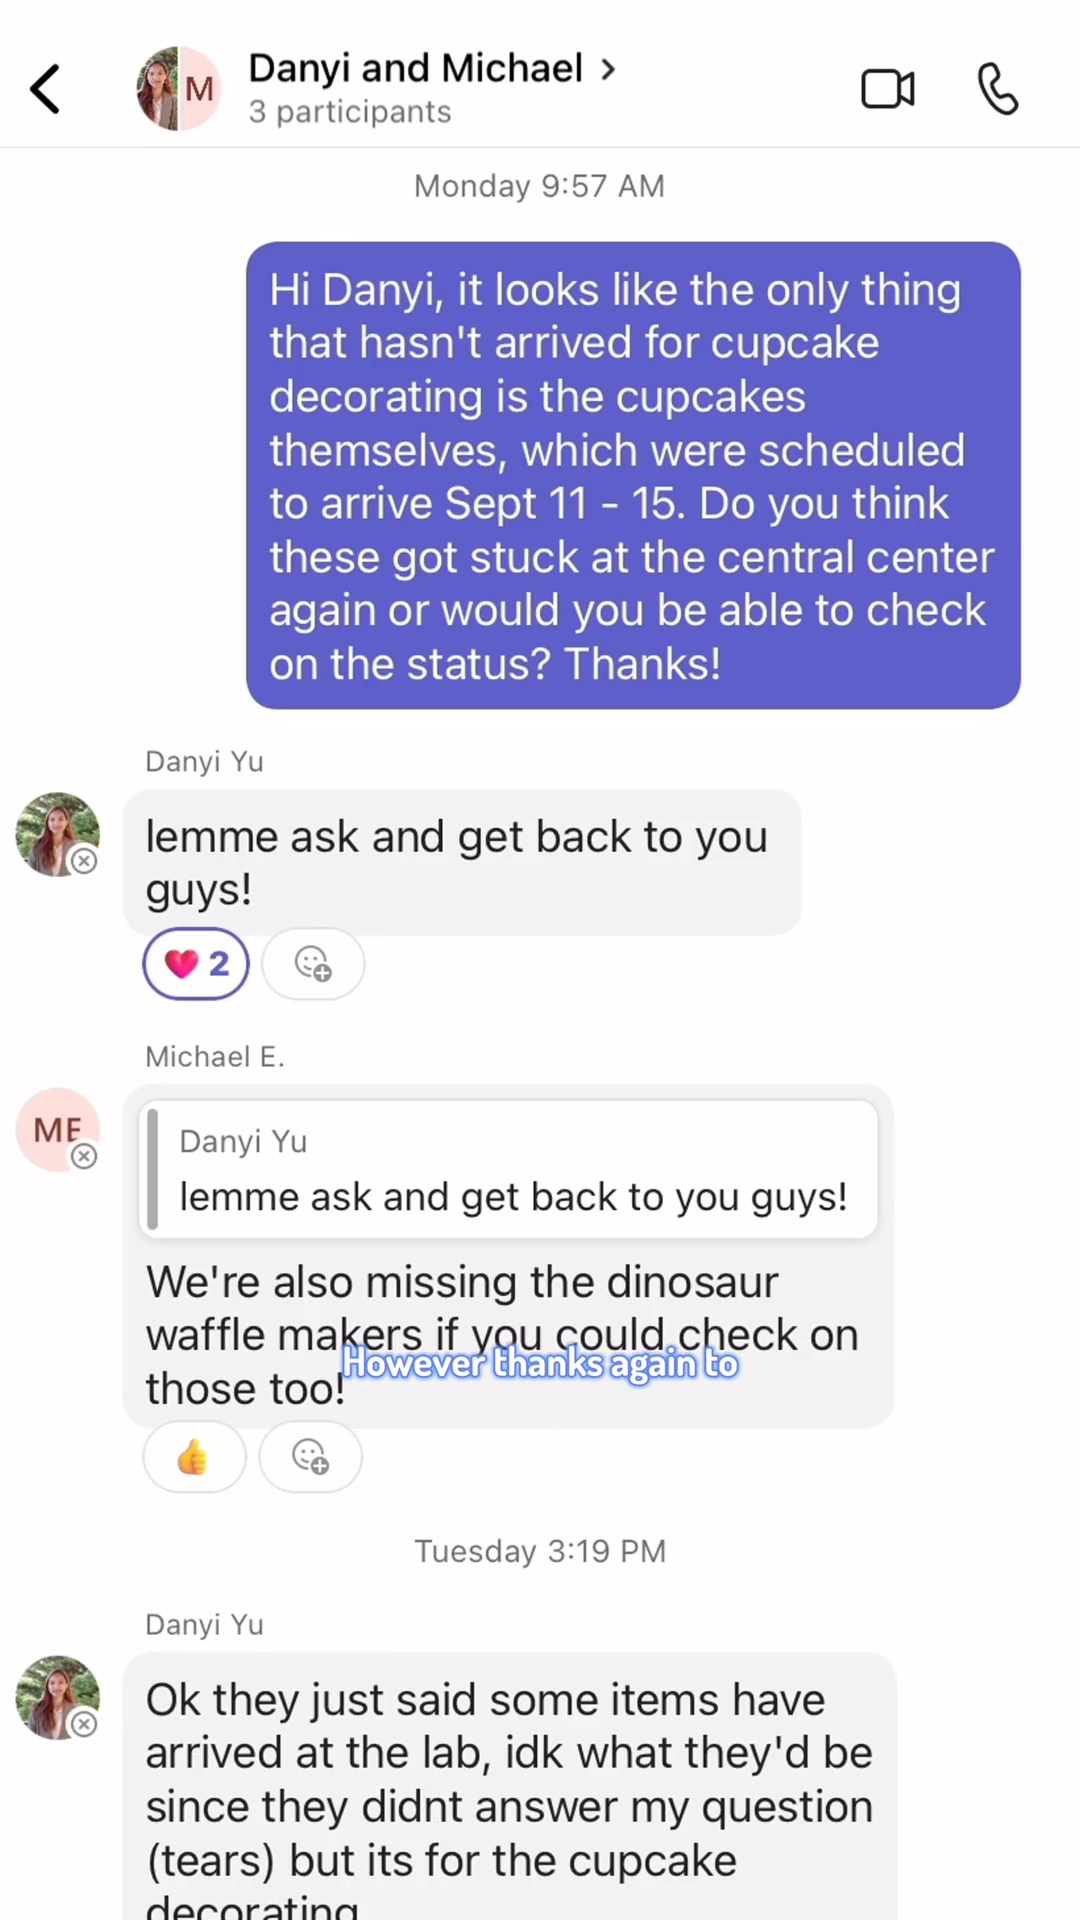 Danyi and Michael
M
3 participants
Monday 9:57 AM
Hi Danyi, it looks like the only thing
that hasn't arrived for cupcake
decorating is the cupcakes
themselves, which were scheduled
to arrive Sept 11 - 15. Do you think
these got stuck at the central center
again or would you be able to check
on the status? Thanks!
Danyi Yu
lemme ask and get back to you
guys!
2
Michael E.
ME
Danyi Yu
lemme ask and get back to you guys!
We're also missing the dinosaur
waffle makers if you could check on
those too!
However thanks again to
Tuesday 3:19 PM
Danyi Yu
Ok they just said some items have
arrived at the lab, idk what they'd be
since they didnt answer my question
(tears) but its for the cupcake
decorating